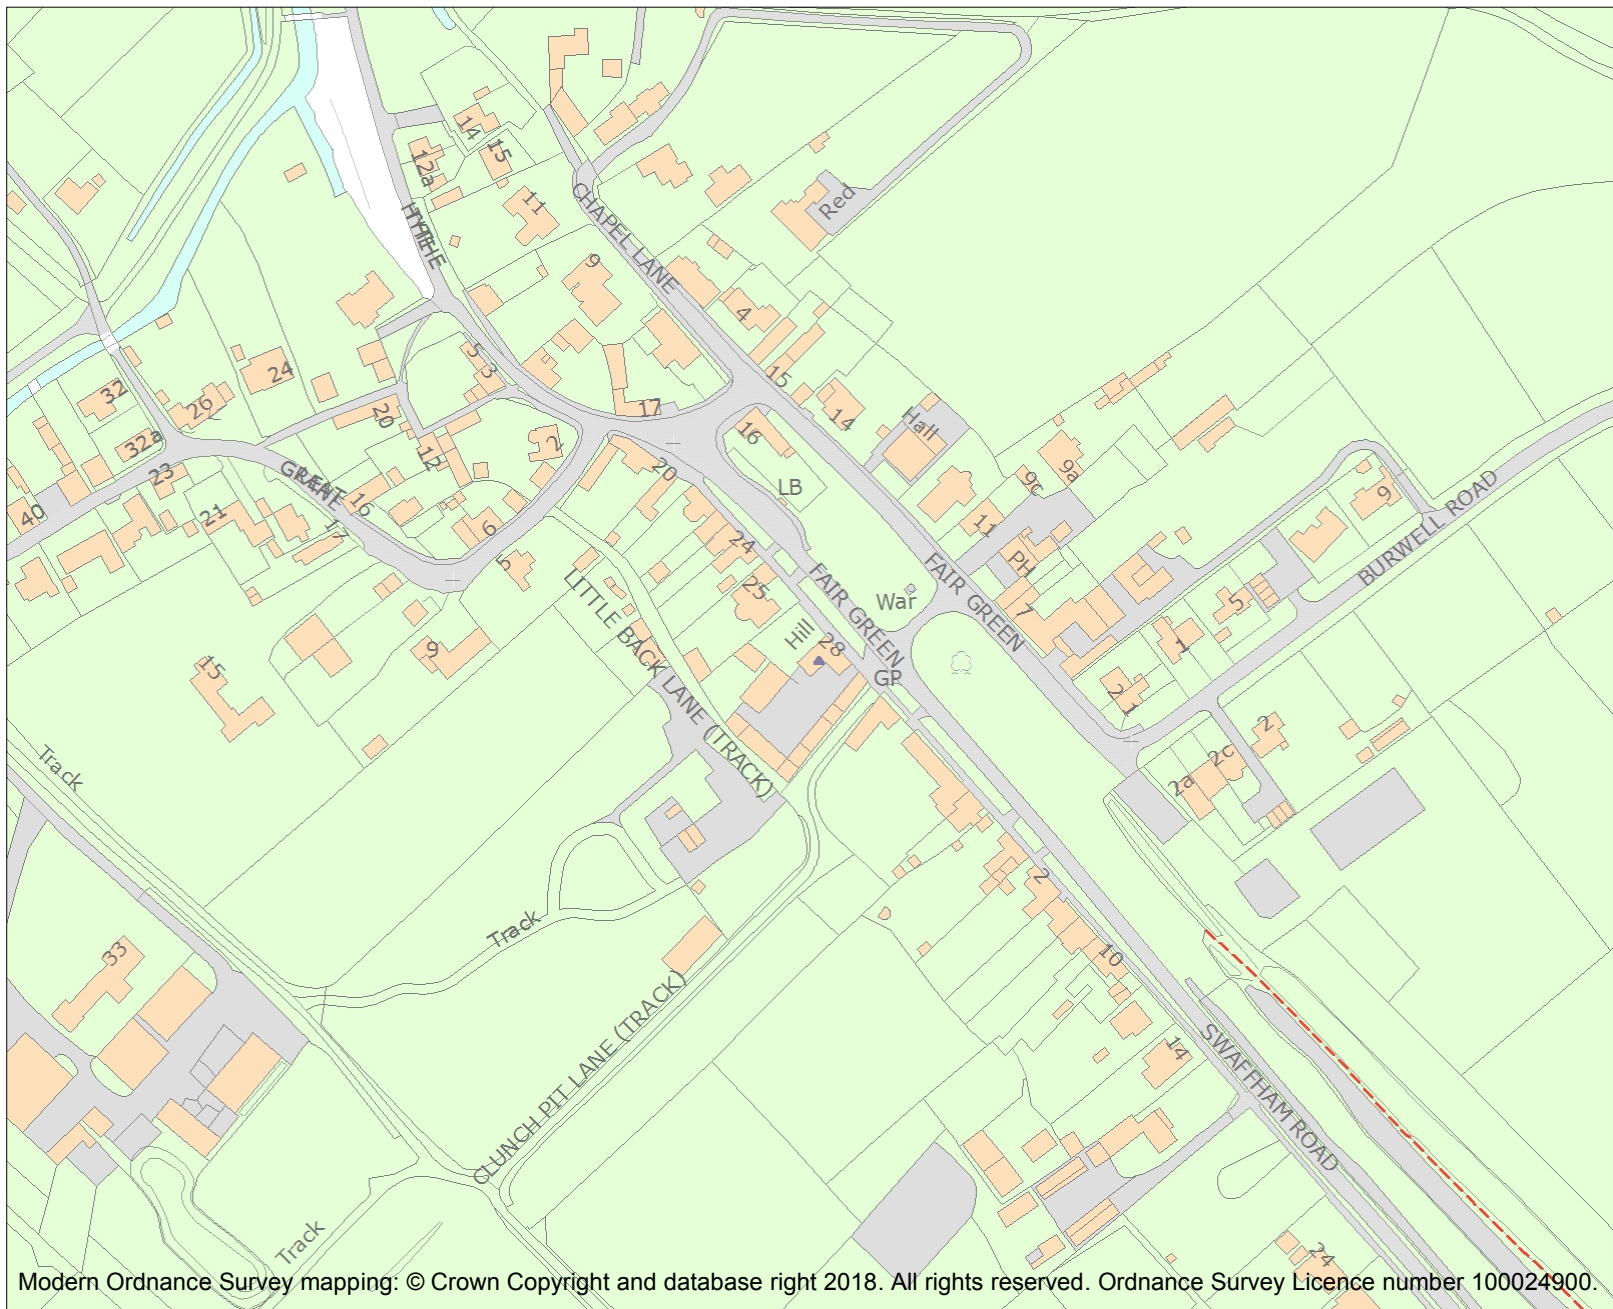 14
15
12a
11
CHAPEL LANE
Red
9
4
5
3
24
32
26
20
17
15
14
16
Hall
2
32a
12
23
20
9c
9a
9
LB
GREAT LANE
16
40
21
17
6
24
11
BURWELL ROAD
5
FAIR GREEN
FAIR GREEN
PH
LITTLE BACK LANE (TRACK)
25
War
7
5
Hill
28
1
9
15
GP
2
1
2
2c
2a
Track
2
Track
33
10
CLUNCH PIT LANE (TRACK)
SWAFFHAM ROAD
14
Track
24
Modern Ordnance Survey mapping: © Crown Copyright and database right 2018. All rights reserved. Ordnance Survey Licence number 100024900.